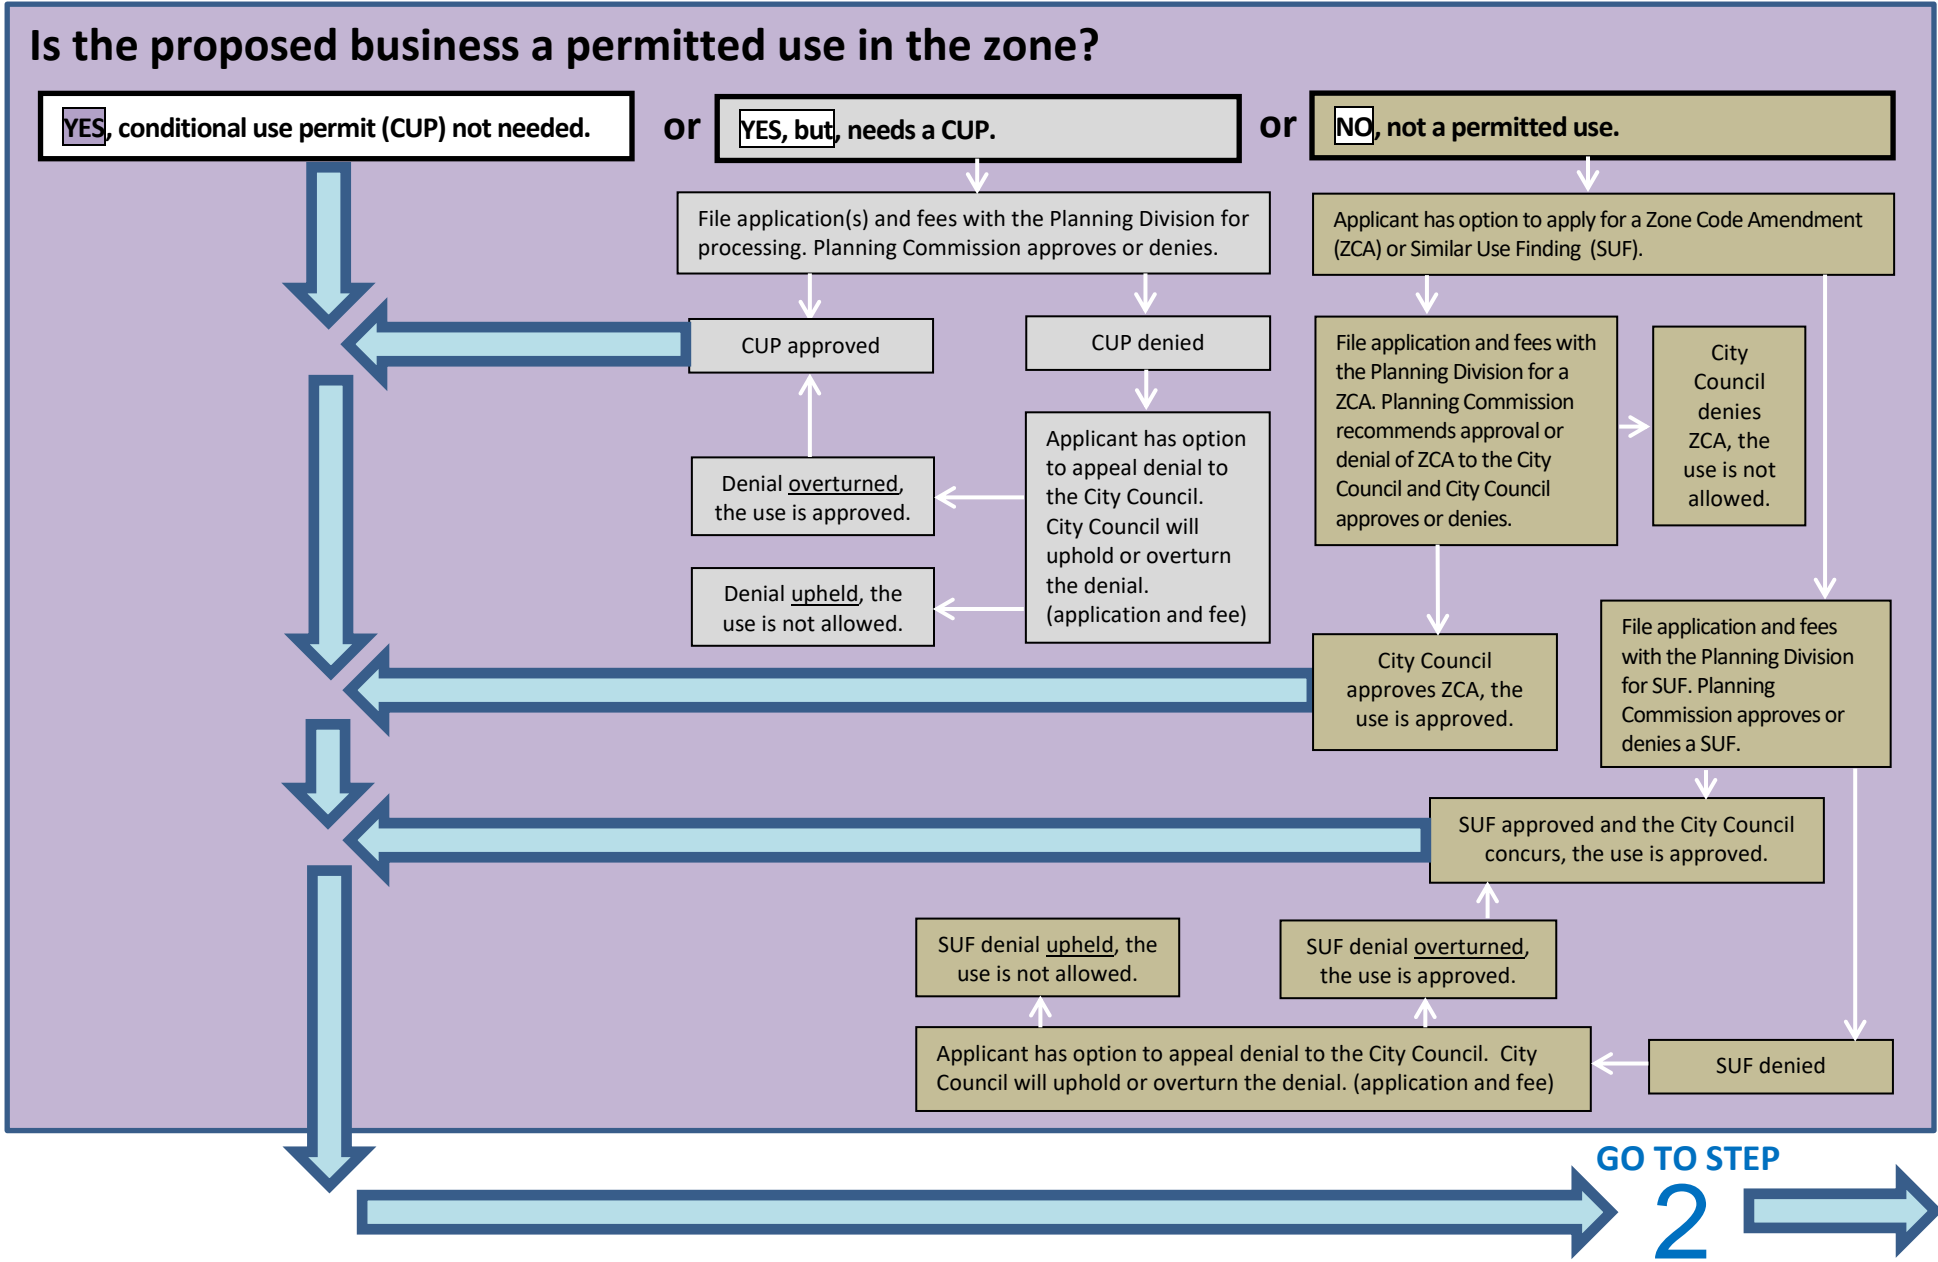 Is the proposed business a permitted use in the zone?
YES, conditional use permit (CUP) not needed.
or
YES, but, needs a CUP.
or
NO, not a permitted use.
File application(s) and fees with the Planning Division for
processing. Planning Commission approves or denies.
CUP approved
CUP denied
Applicant has option
to appeal denial to
the City Council.
City Council will
uphold or overturn
the denial.
(application and fee)
Denial overturned,
the use is approved.
Denial upheld, the
use is not allowed.
Applicant has option to apply for a Zone Code Amendment
(ZCA) or Similar Use Finding (SUF).
File application and fees with
the Planning Division for a
ZCA. Planning Commission
recommends approval or
denial of ZCA to the City
Council and City Council
approves or denies.
City
Council
denies
ZCA, the
use is not
allowed.
City Council
approves ZCA, the
use is approved.
File application and fees
with the Planning Division
for SUF. Planning
Commission approves or
denies a SUF.
SUF approved and the City Council
concurs, the use is approved.
SUF denial upheld, the
use is not allowed.
SUF denial overturned,
the use is approved.
Applicant has option to appeal denial to the City Council. City
Council will uphold or overturn the denial. (application and fee)
SUF denied
GO TO STEP
2